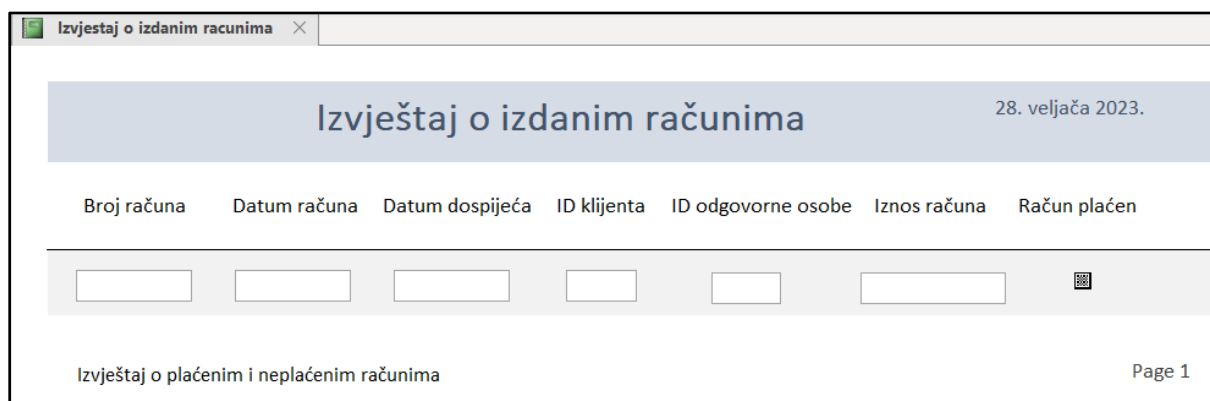 Izvjestaj o izdanim racunima
Izvještaj o izdanim računima
28. veljača 2023.
Broj računa Datum računa Datum dospijeća ID klijenta ID odgovorne osobe Iznos računa Račun plaćen
Izvještaj o plaćenim i neplaćenim računima
Page 1